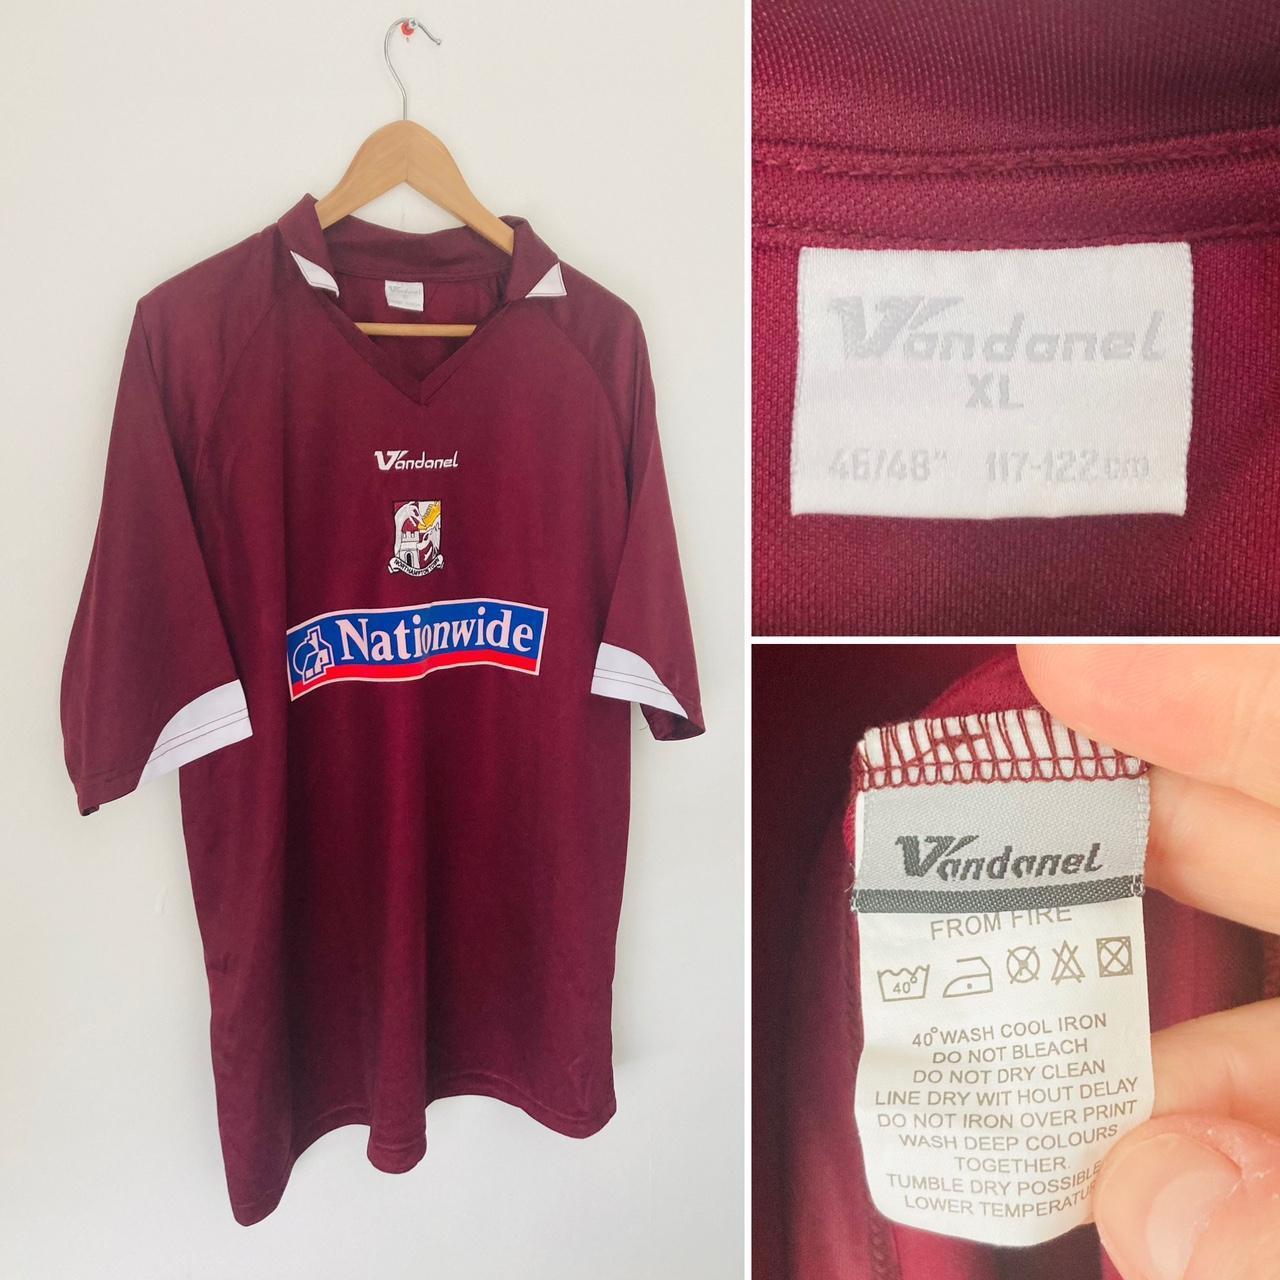 Vandanel
NORTHAMPTON TOWN
Nationwide
Vandanel
XL
46/48" 117-122cm
Vandanel
FROM FIRE
40°
40°WASH COOL IRON
DO NOT BLEACH
DO NOT DRY CLEAN
LINE DRY WIT HOUT DELAY
DO NOT IRON OVER PRINT
WASH DEEP COLOURS
TOGETHER.
TUMBLE DRY POSSIBLE
LOWER TEMPERATU